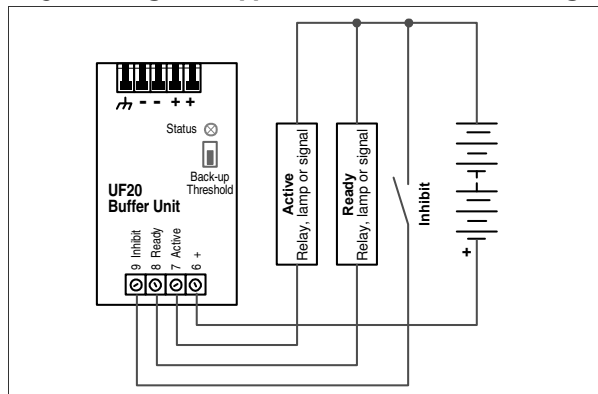 - - + +
Status
Back-up
Threshold
UF20
Buffer Unit
9 Inhibit
8 Ready
7 Active
6 +
Active
Relay, lamp or signal
Ready
Relay, lamp or signal
Inhibit
+